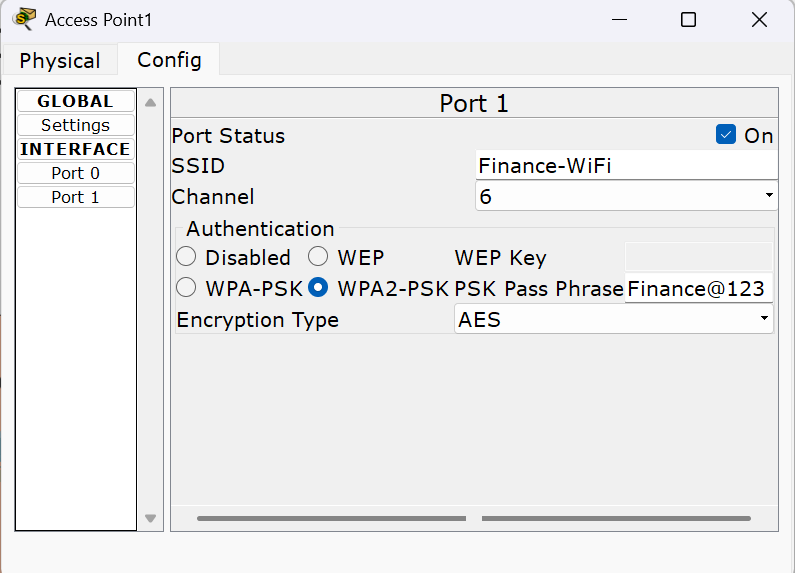 Access Point1
Physical Config
GLOBAL
Settings
INTERFACE
Port 0
Port 1
Port 1
Port Status On
SSID Finance-WiFi
Channel 6
Authentication
Disabled WEP WEP Key
WPA-PSK WPA2-PSK PSK Pass Phrase Finance@123
Encryption Type AES